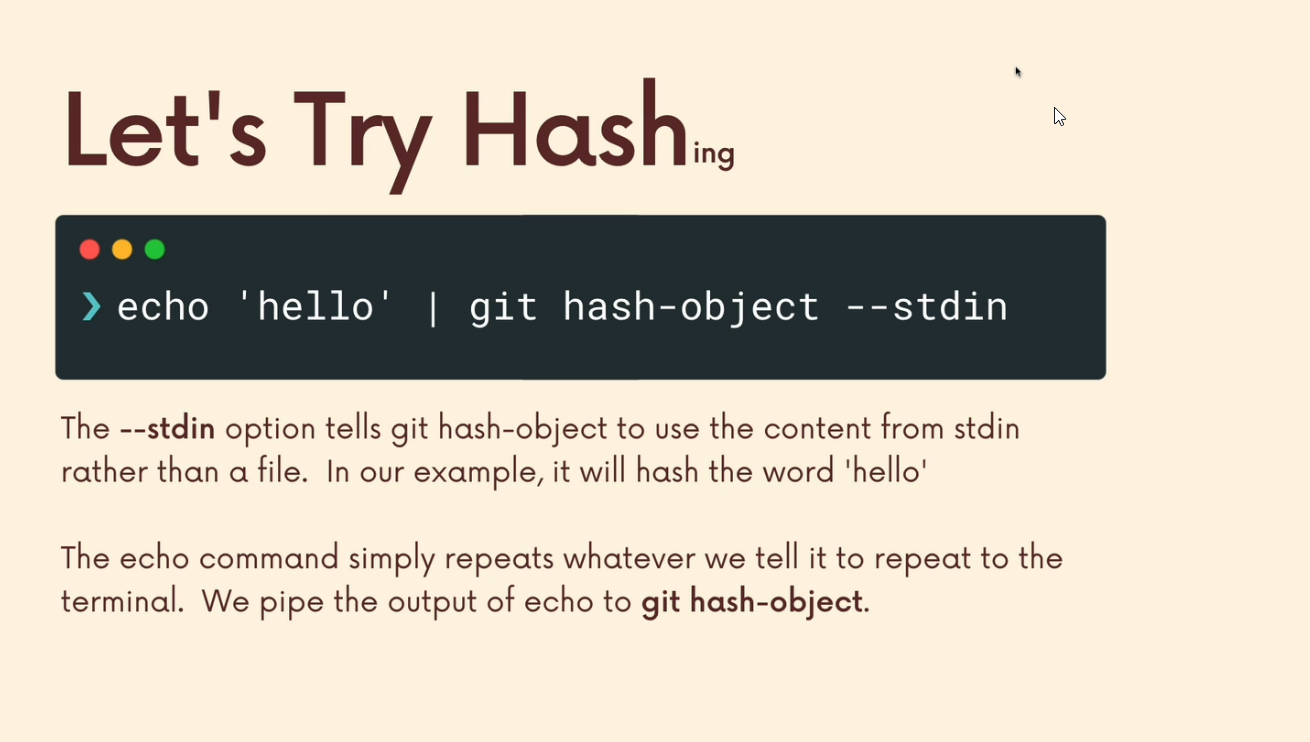 Let's Try Hashing
❯ echo 'hello' | git hash-object --stdin
The --stdin option tells git hash-object to use the content from stdin
rather than a file.  In our example, it will hash the word 'hello'
The echo command simply repeats whatever we tell it to repeat to the
terminal.  We pipe the output of echo to git hash-object.